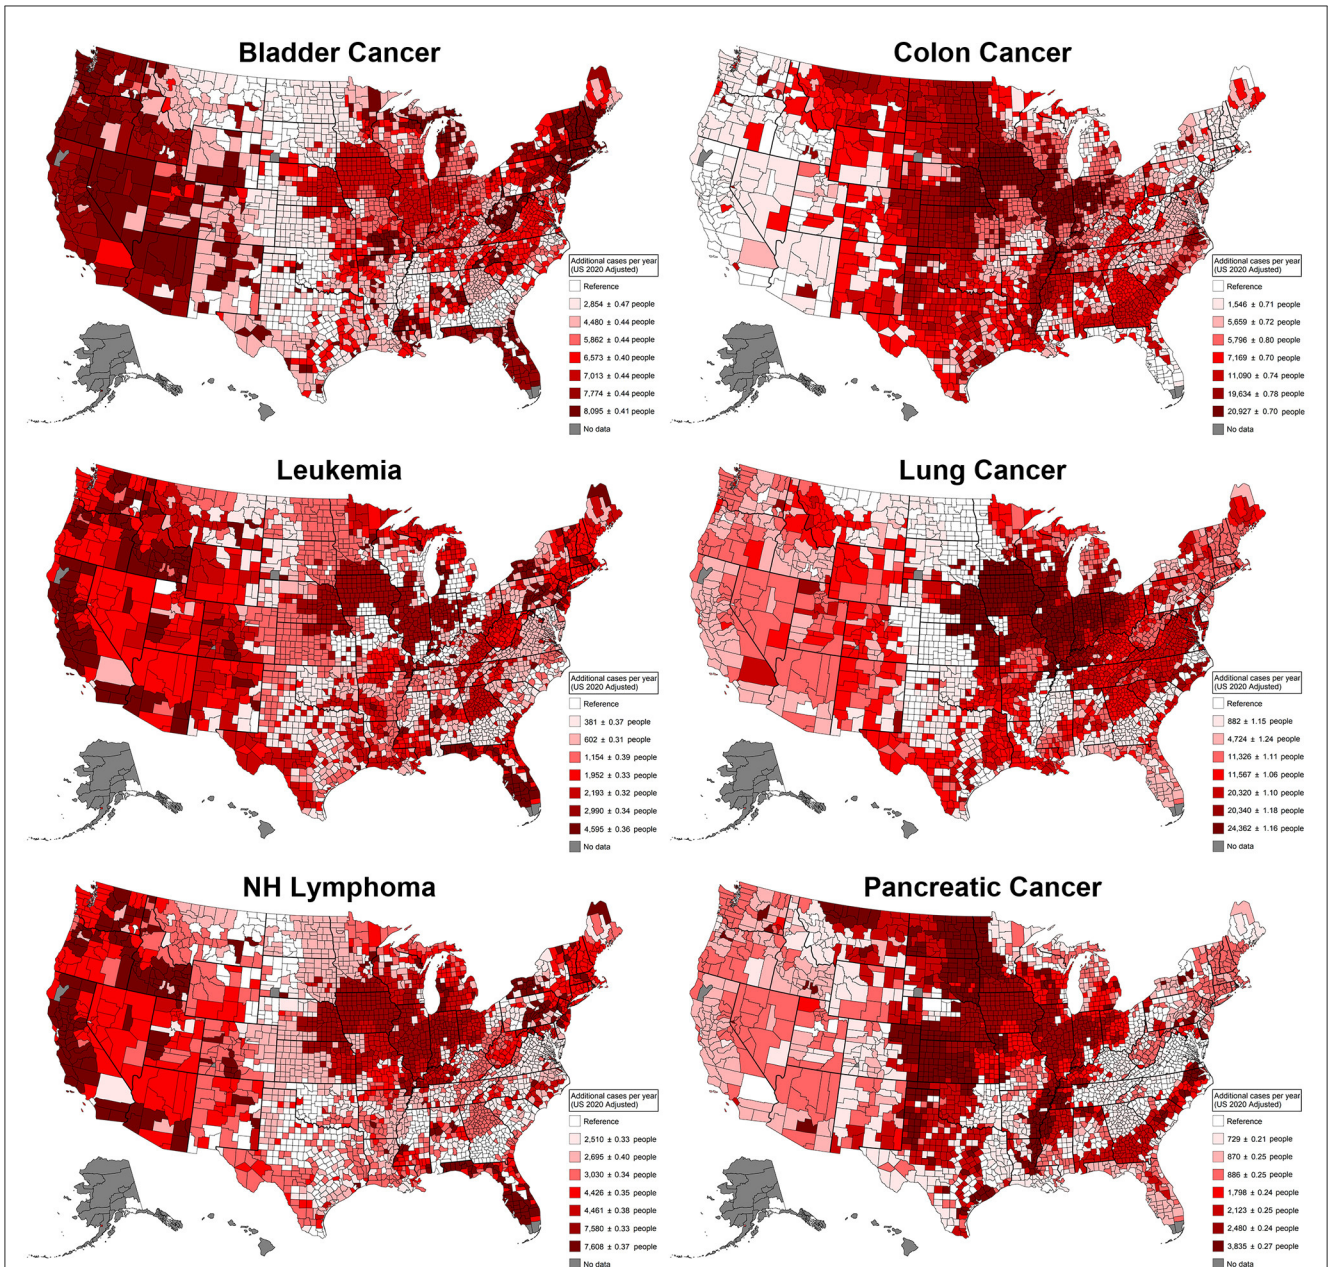 Bladder Cancer
Additional cases per year
(US 2020 Adjusted)
Reference
2,854 ± 0.47 people
4,480 ± 0.44 people
5,862 ± 0.44 people
6,573 ± 0.40 people
7,013 ± 0.44 people
7,774 ± 0.44 people
8,095 ± 0.41 people
No data
Colon Cancer
Additional cases per year
(US 2020 Adjusted)
Reference
1,546 ± 0.71 people
5,659 ± 0.72 people
5,796 ± 0.80 people
7,169 ± 0.70 people
11,090 ± 0.74 people
19,634 ± 0.78 people
20,927 ± 0.70 people
No data
Leukemia
Additional cases per year
(US 2020 Adjusted)
Reference
381 ± 0.37 people
602 ± 0.31 people
1,154 ± 0.39 people
1,952 ± 0.33 people
2,193 ± 0.32 people
2,990 ± 0.34 people
4,595 ± 0.36 people
No data
Lung Cancer
Additional cases per year
(US 2020 Adjusted)
Reference
882 ± 1.15 people
4,724 ± 1.24 people
11,326 ± 1.11 people
11,567 ± 1.06 people
20,320 ± 1.10 people
20,340 ± 1.18 people
24,362 ± 1.16 people
No data
NH Lymphoma
Additional cases per year
(US 2020 Adjusted)
Reference
2,510 ± 0.33 people
2,695 ± 0.40 people
3,030 ± 0.34 people
4,426 ± 0.35 people
4,461 ± 0.38 people
7,580 ± 0.33 people
7,608 ± 0.37 people
No data
Pancreatic Cancer
Additional cases per year
(US 2020 Adjusted)
Reference
729 ± 0.21 people
870 ± 0.25 people
886 ± 0.25 people
1,798 ± 0.24 people
2,123 ± 0.25 people
2,480 ± 0.24 people
3,835 ± 0.27 people
No data